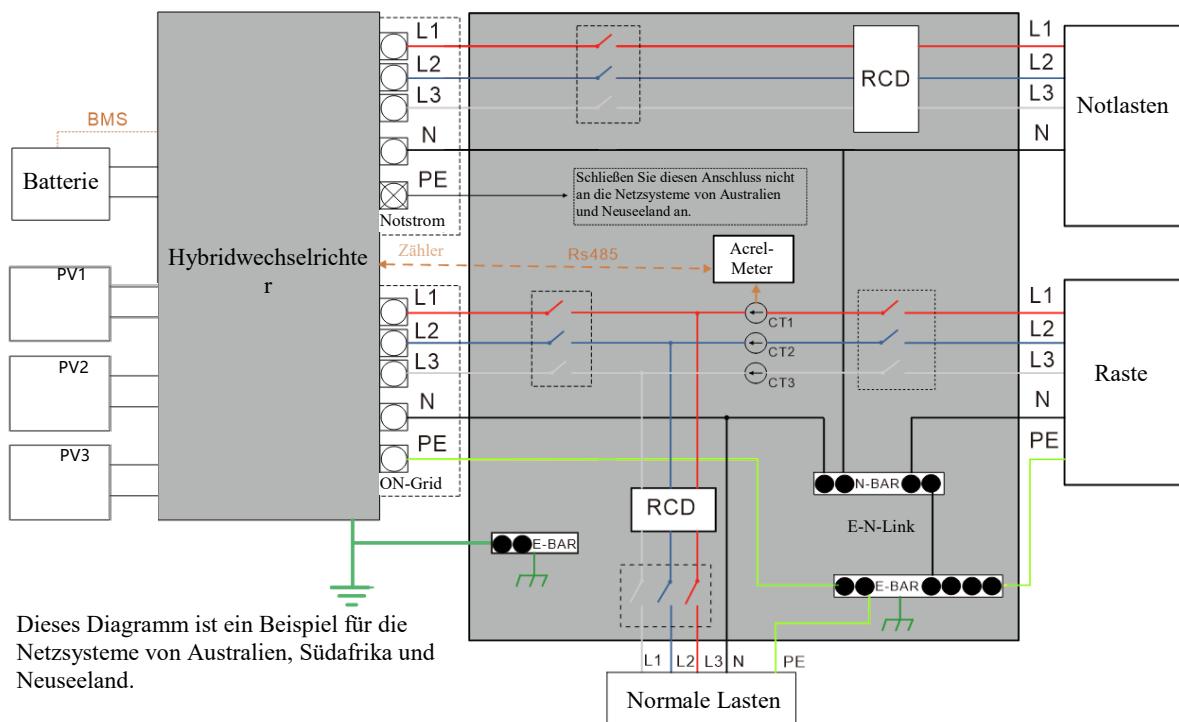 L1
L2
L3
N
PE
Notstrom
RCD
L1
L2
L3
N
Notlasten
BMS
Batterie
Schließen Sie diesen Anschluss nicht
an die Netzsysteme von Australien
und Neuseeland an.
Hybridwechselrichte
r
Zähler
Rs485
Acrel-
Meter
PV1
PV2
PV3
L1
L2
L3
N
PE
ON-Grid
CT1
CT2
CT3
L1
L2
L3
N
PE
Raste
N-BAR
E-N-Link
RCD
E-BAR
E-BAR
Dieses Diagramm ist ein Beispiel für die
Netzsysteme von Australien, Südafrika und
Neuseeland.
L1
L2
L3
N
PE
Normale Lasten